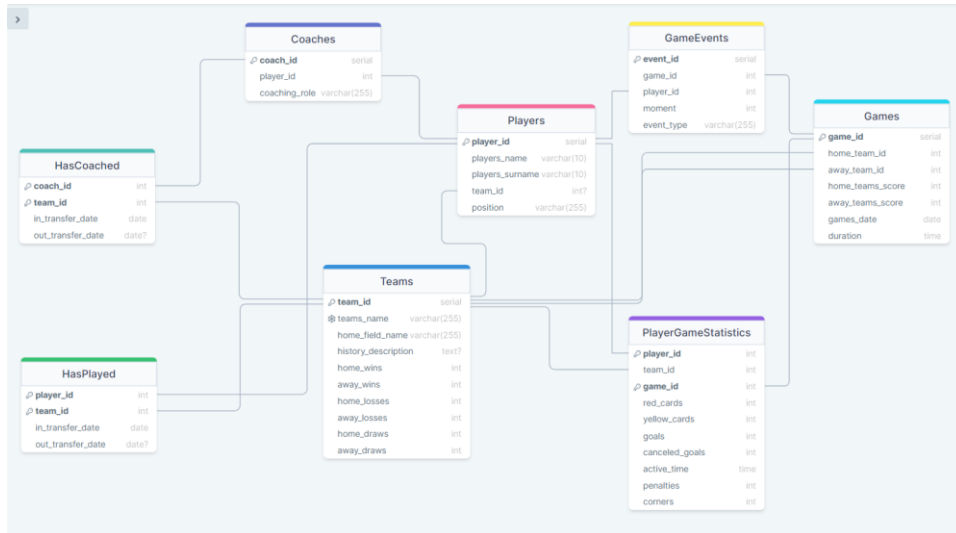 Coaches
coach_id serial
player_id int
coaching_role varchar(255)
GameEvents
event_id serial
game_id int
player_id int
moment int
event_type varchar(255)
Players
player_id serial
players_name varchar(10)
players_surname varchar(10)
team_id int?
position varchar(255)
Games
game_id serial
home_team_id int
away_team_id int
home_teams_score int
away_teams_score int
games_date date
duration time
HasCoached
coach_id int
team_id int
in_transfer_date date
out_transfer_date date?
Teams
team_id serial
teams_name varchar(255)
home_field_name varchar(255)
history_description text?
home_wins int
away_wins int
home_losses int
away_losses int
home_draws int
away_draws int
PlayerGameStatistics
player_id int
team_id int
game_id int
red_cards int
yellow_cards int
goals int
canceled_goals int
active_time time
penalties int
corners int
HasPlayed
player_id int
team_id int
in_transfer_date date
out_transfer_date date?